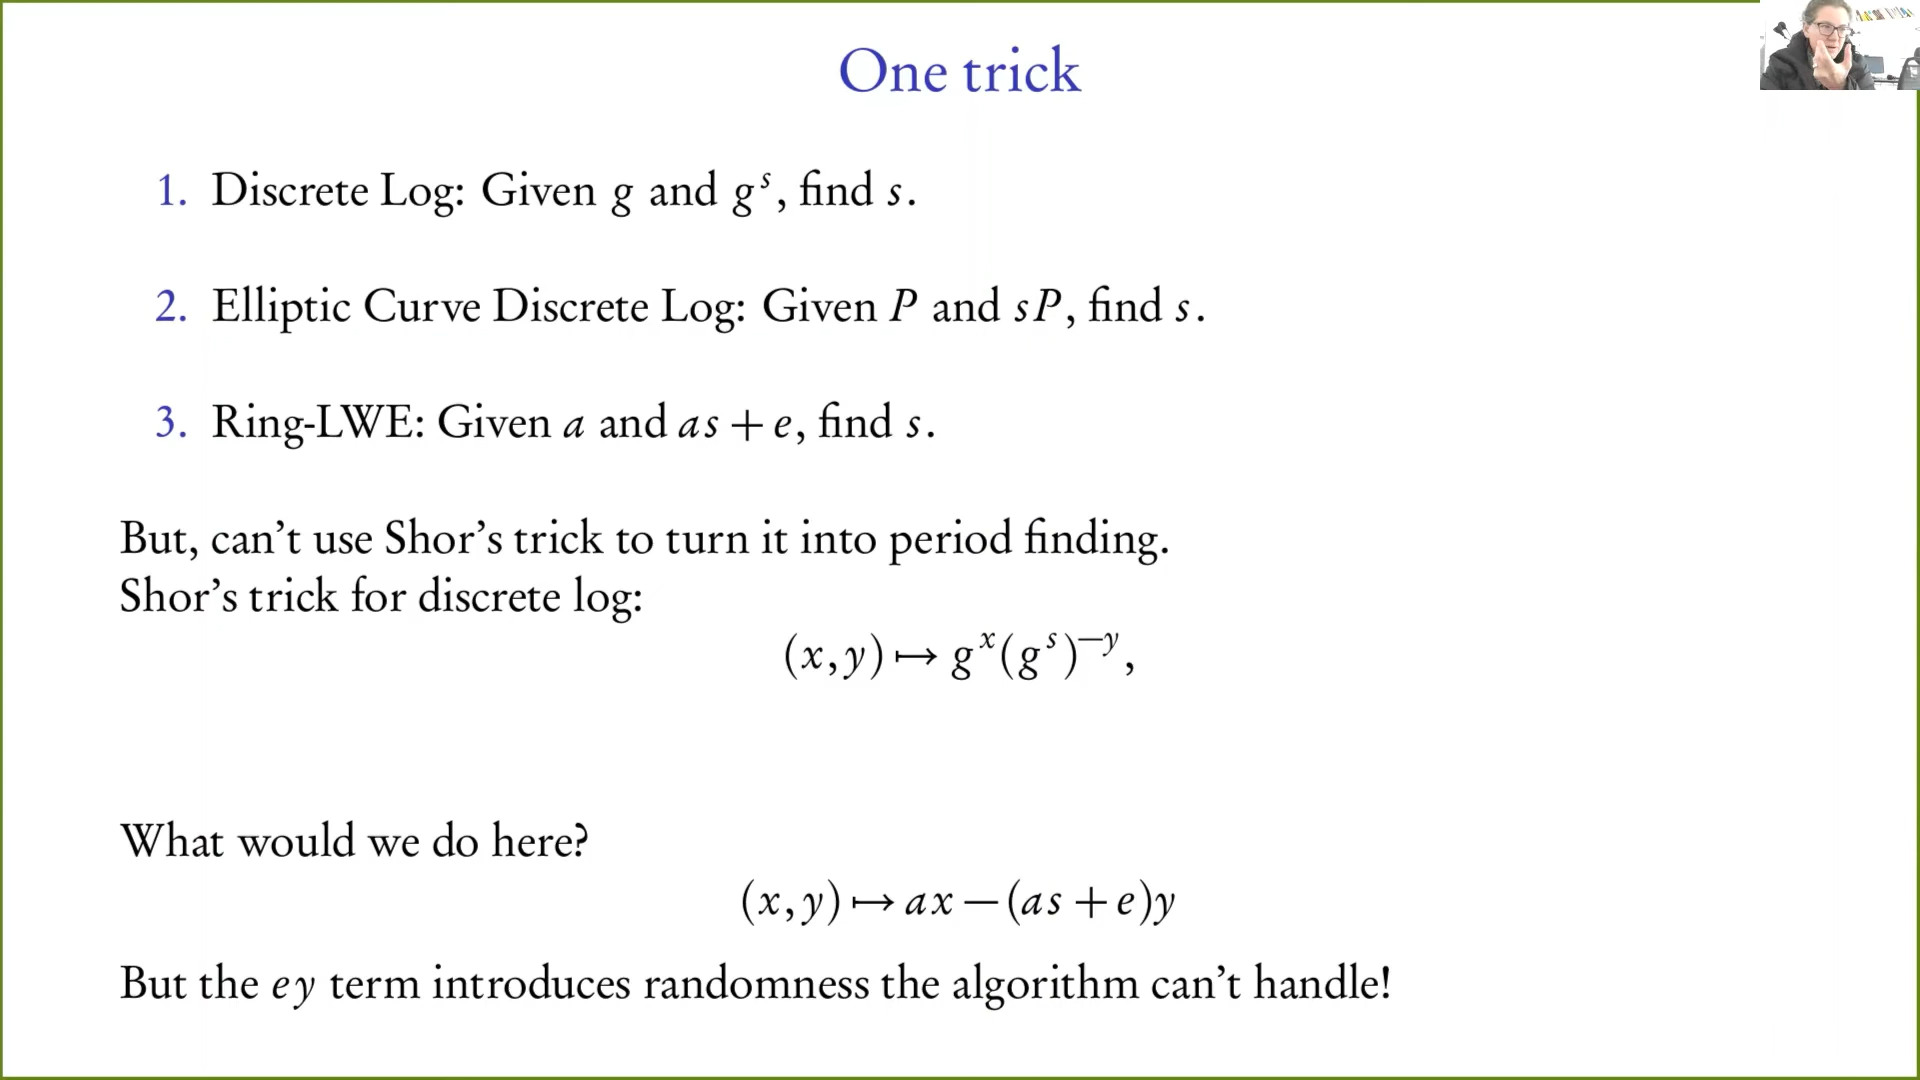 One trick
1. Discrete Log: Given g and gˢ, find s.
2. Elliptic Curve Discrete Log: Given P and sP, find s.
3. Ring-LWE: Given a and as + e, find s.
But, can’t use Shor’s trick to turn it into period finding.
Shor’s trick for discrete log:
(x,y) ↦ gˣ(gˢ)⁻ʸ,
What would we do here?
(x,y) ↦ ax − (as + e)y
But the ey term introduces randomness the algorithm can’t handle!